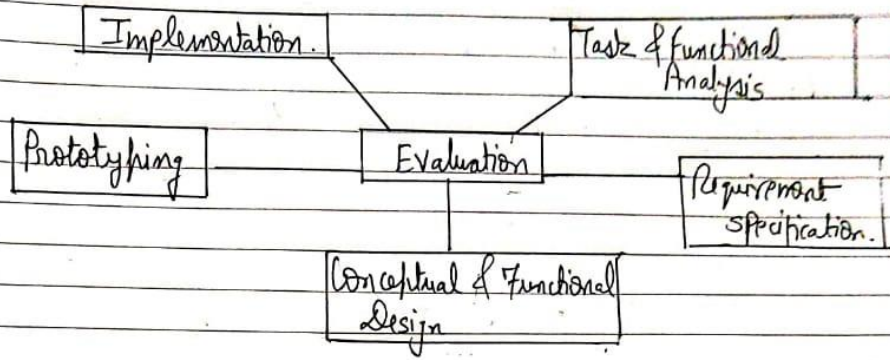 Implementation.
Task & functional
Analysis
Prototyping
Evaluation
Requirement
specification.
Conceptual & Functional
Design